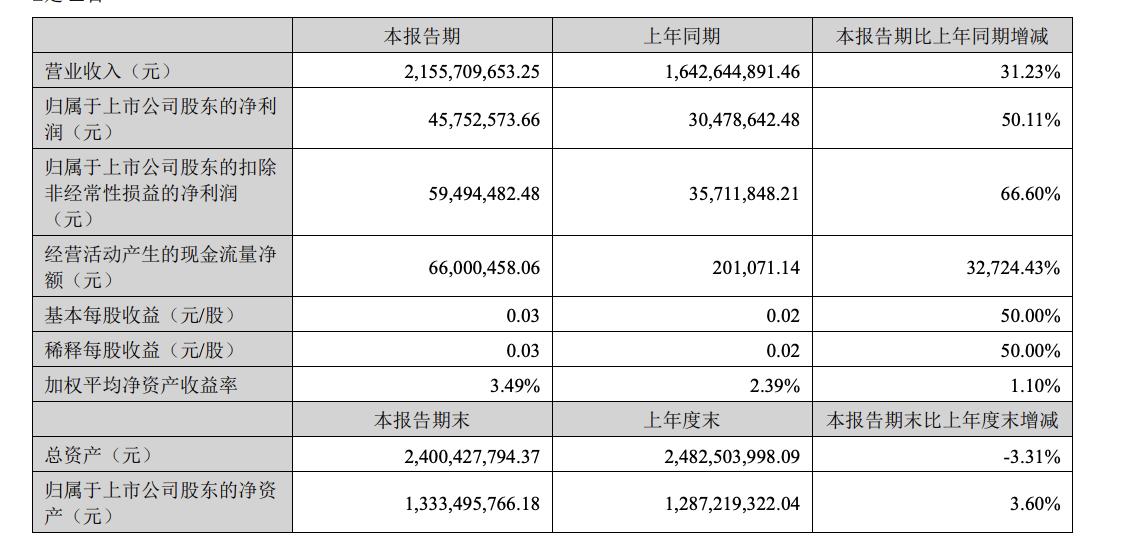 本报告期 上年同期 本报告期比上年同期增减
营业收入（元） 2,155,709,653.25 1,642,644,891.46 31.23%
归属于上市公司股东的净利
润（元） 45,752,573.66 30,478,642.48 50.11%
归属于上市公司股东的扣除
非经常性损益的净利润
（元） 59,494,482.48 35,711,848.21 66.60%
经营活动产生的现金流量净
额（元） 66,000,458.06 201,071.14 32,724.43%
基本每股收益（元/股） 0.03 0.02 50.00%
稀释每股收益（元/股） 0.03 0.02 50.00%
加权平均净资产收益率 3.49% 2.39% 1.10%
本报告期末 上年度末 本报告期末比上年度末增减
总资产（元） 2,400,427,794.37 2,482,503,998.09 -3.31%
归属于上市公司股东的净资
产（元） 1,333,495,766.18 1,287,219,322.04 3.60%